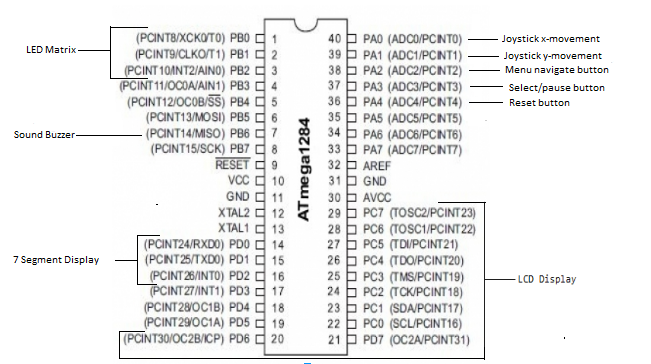 LED Matrix
Sound Buzzer
7 Segment Display
(PCINT8/XCK0/T0) PB0 1
(PCINT9/CLKO/T1) PB1 2
(PCINT10/INT2/AIN0) PB2 3
(PCINT11/OC0A/AIN1) PB3 4
(PCINT12/OC0B/SS) PB4 5
(PCINT13/MOSI) PB5 6
(PCINT14/MISO) PB6 7
(PCINT15/SCK) PB7 8
RESET 9
VCC 10
GND 11
XTAL2 12
XTAL1 13
(PCINT24/RXD0) PD0 14
(PCINT25/TXD0) PD1 15
(PCINT26/INT0) PD2 16
(PCINT27/INT1) PD3 17
(PCINT28/OC1B) PD4 18
(PCINT29/OC1A) PD5 19
(PCINT30/OC2B/ICP) PD6 20
ATmega1284
40 PA0 (ADC0/PCINT0)
39 PA1 (ADC1/PCINT1)
38 PA2 (ADC2/PCINT2)
37 PA3 (ADC3/PCINT3)
36 PA4 (ADC4/PCINT4)
35 PA5 (ADC5/PCINT5)
34 PA6 (ADC6/PCINT6)
33 PA7 (ADC7/PCINT7)
32 AREF
31 GND
30 AVCC
29 PC7 (TOSC2/PCINT23)
28 PC6 (TOSC1/PCINT22)
27 PC5 (TDI/PCINT21)
26 PC4 (TDO/PCINT20)
25 PC3 (TMS/PCINT19)
24 PC2 (TCK/PCINT18)
23 PC1 (SDA/PCINT17)
22 PC0 (SCL/PCINT16)
21 PD7 (OC2A/PCINT31)
Joystick x-movement
Joystick y-movement
Menu navigate button
Select/pause button
Reset button
LCD Display